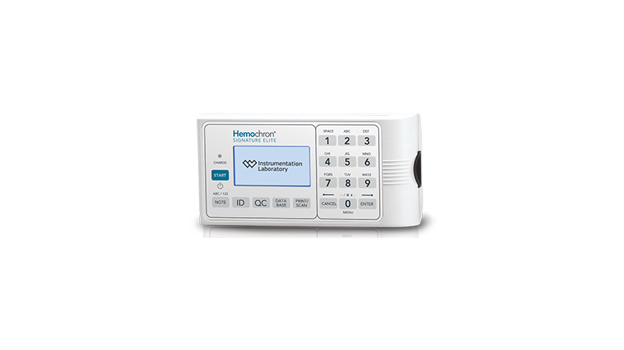 Hemochron®
SIGNATURE ELITE
CHARGE
START
ABC / 123
NOTE
ID
QC
DATA
BASE
PRINT/
SCAN
Instrumentation
Laboratory
SPACE ABC DEF
1 2 3
GHI JKL MNO
4 5 6
PQRS TUV WXYZ
7 8 9
CANCEL 0 ENTER
MENU